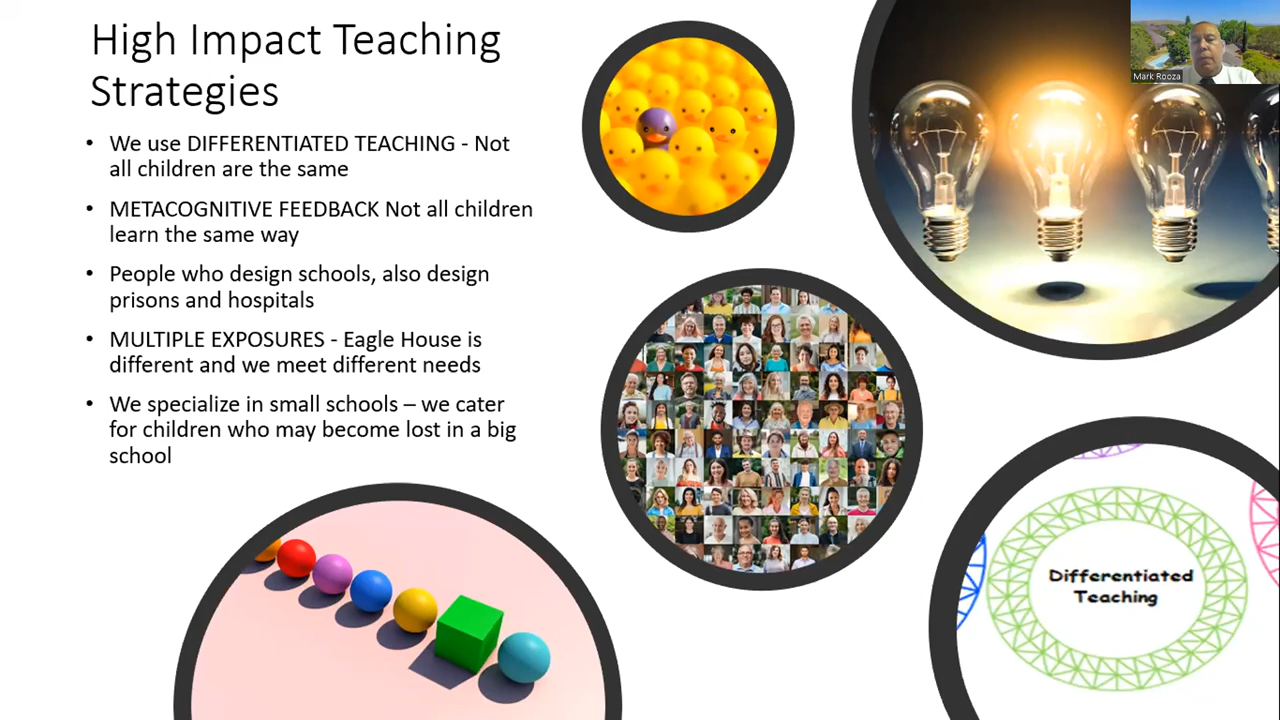 High Impact Teaching
Strategies
• We use DIFFERENTIATED TEACHING - Not
all children are the same
• METACOGNITIVE FEEDBACK Not all children
learn the same way
• People who design schools, also design
prisons and hospitals
• MULTIPLE EXPOSURES - Eagle House is
different and we meet different needs
• We specialize in small schools – we cater
for children who may become lost in a big
school
Mark Rooza
Differentiated
Teaching